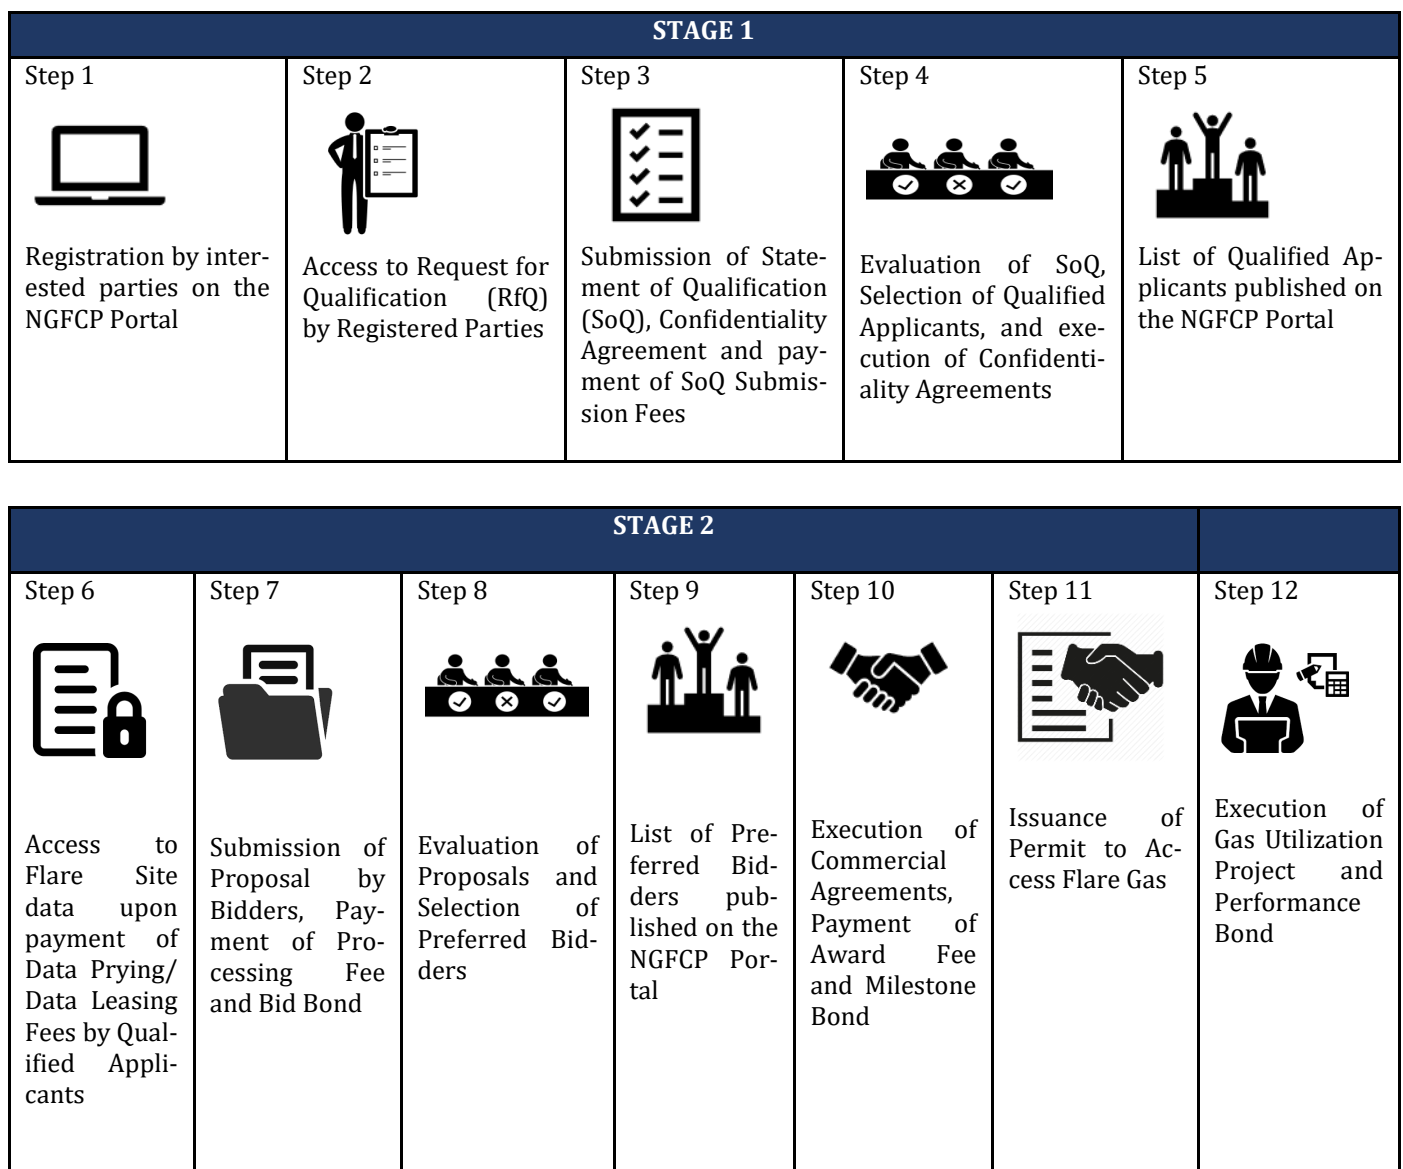 STAGE 1
Step 1
Registration by inter-
ested parties on the
NGFCP Portal
Step 2
Access to Request for
Qualification (RfQ)
by Registered Parties
Step 3
Submission of State-
ment of Qualification
(SoQ), Confidentiality
Agreement and pay-
ment of SoQ Submis-
sion Fees
Step 4
Evaluation of SoQ,
Selection of Qualified
Applicants, and exe-
cution of Confidenti-
ality Agreements
Step 5
List of Qualified Ap-
plicants published on
the NGFCP Portal
STAGE 2
Step 6
Access to
Flare Site
data upon
payment of
Data Prying/
Data Leasing
Fees by Qual-
ified Appli-
cants
Step 7
Submission of
Proposal by
Bidders, Pay-
ment of Pro-
cessing Fee
and Bid Bond
Step 8
Evaluation of
Proposals and
Selection of
Preferred Bid-
ders
Step 9
List of Pre-
ferred Bid-
ders pub-
lished on the
NGFCP Por-
tal
Step 10
Execution of
Commercial
Agreements,
Payment of
Award Fee
and Milestone
Bond
Step 11
Issuance of
Permit to Ac-
cess Flare Gas
Step 12
Execution of
Gas Utilization
Project and
Performance
Bond